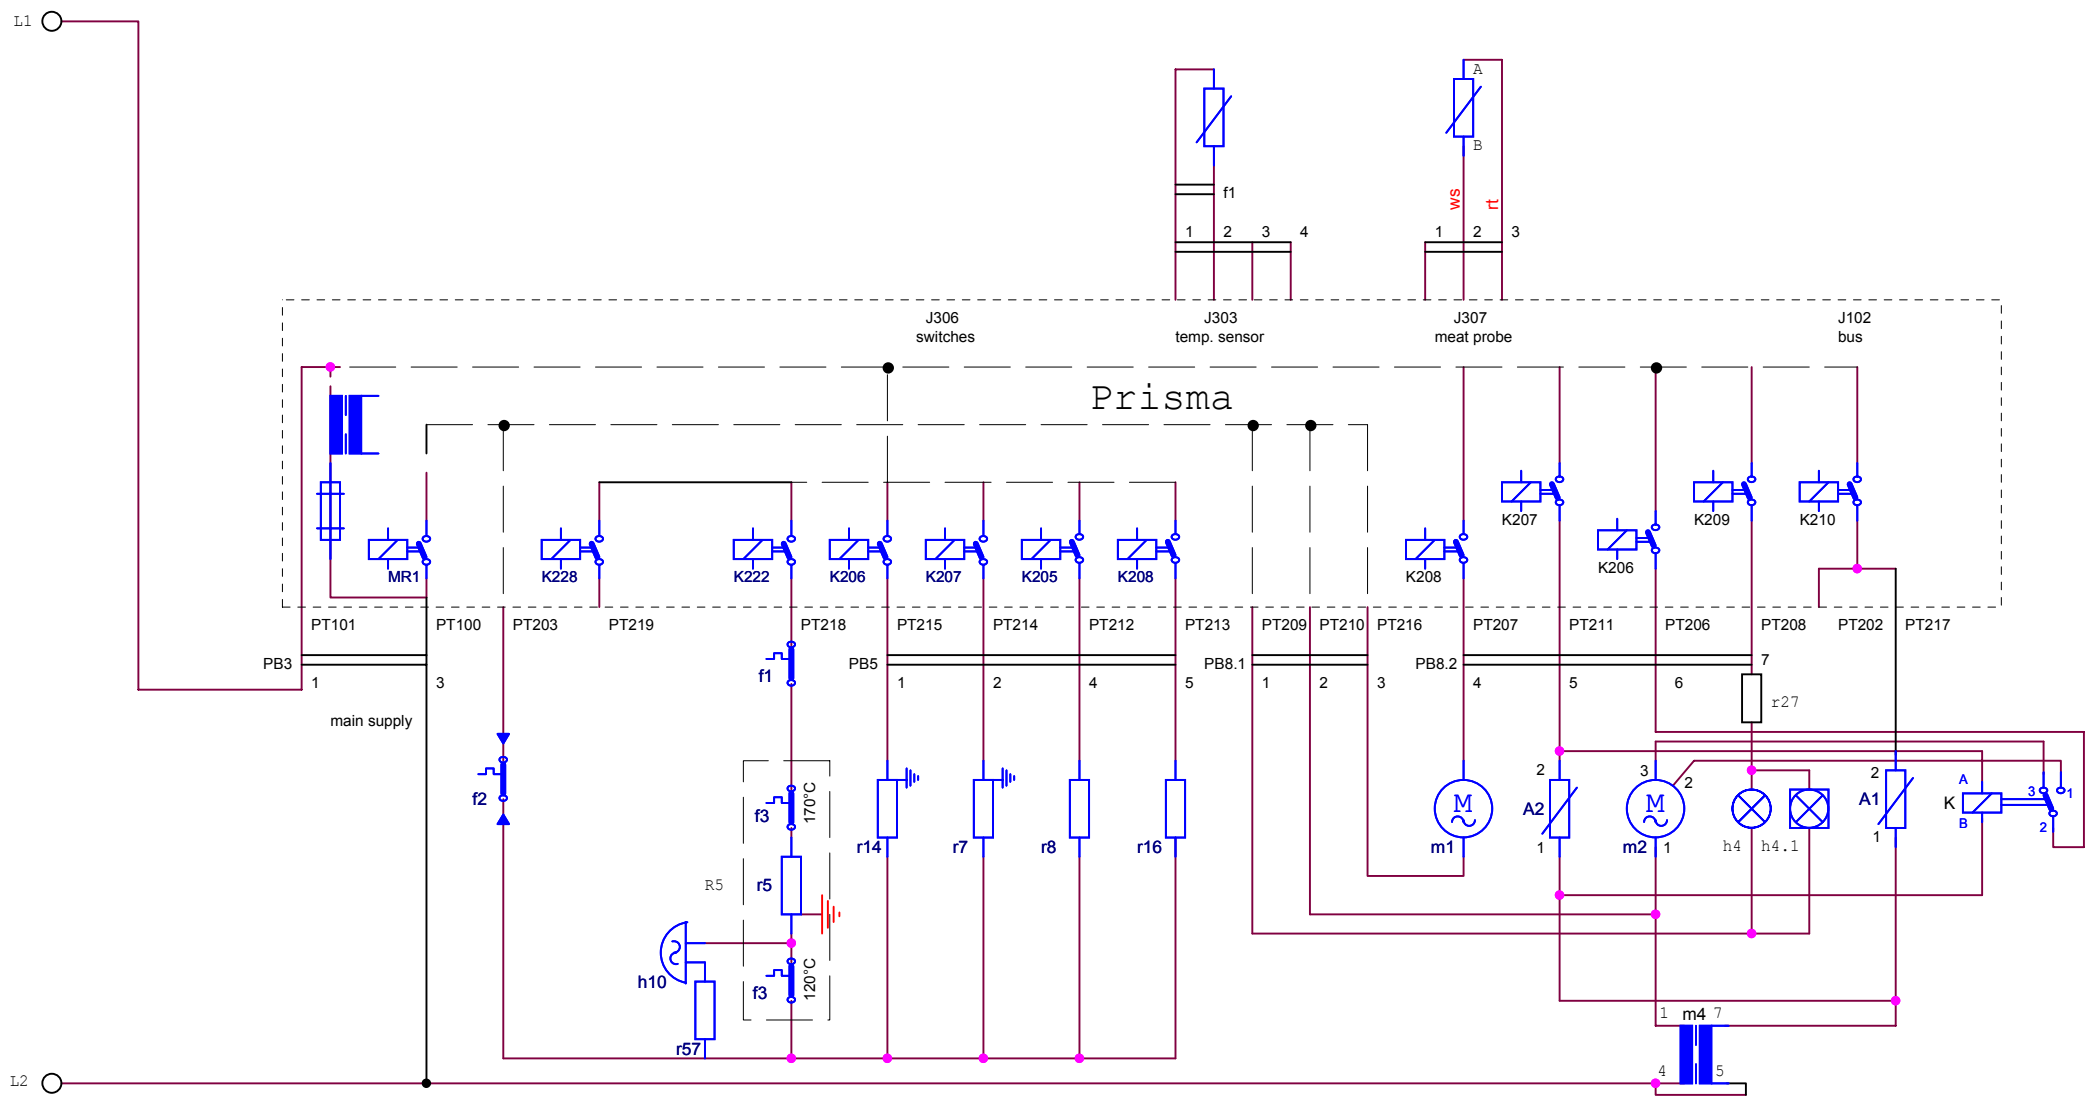 L1
A
B
ws
rt
f1
1 2 3 4
1 2 3
J306
switches
J303
temp. sensor
J307
meat probe
J102
bus
Prisma
K207
K209
K210
MR1
K228
K222
K206
K207
K205
K208
K208
K206
PT101
PT100
PT203
PT219
PT218
PT215
PT214
PT212
PT213
PT209
PT210
PT216
PT207
PT211
PT206
PT208
PT202
PT217
PB3
1
3
f1
PB5
1
2
4
5
PB8.1
1
2
3
PB8.2
4
5
6
7
r27
main supply
f2
f3
170°C
r14
r7
r8
r16
M
m1
2
A2
1
3
2
M
m2
1
h4
h4.1
2
A1
1
A
K
B
3
1
2
R5
r5
h10
f3
120°C
r57
1
m4
7
4
5
L2